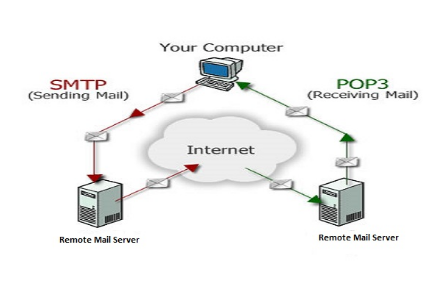 Your Computer
SMTP
(Sending Mail)
POP3
(Receiving Mail)
Internet
Remote Mail Server
Remote Mail Server